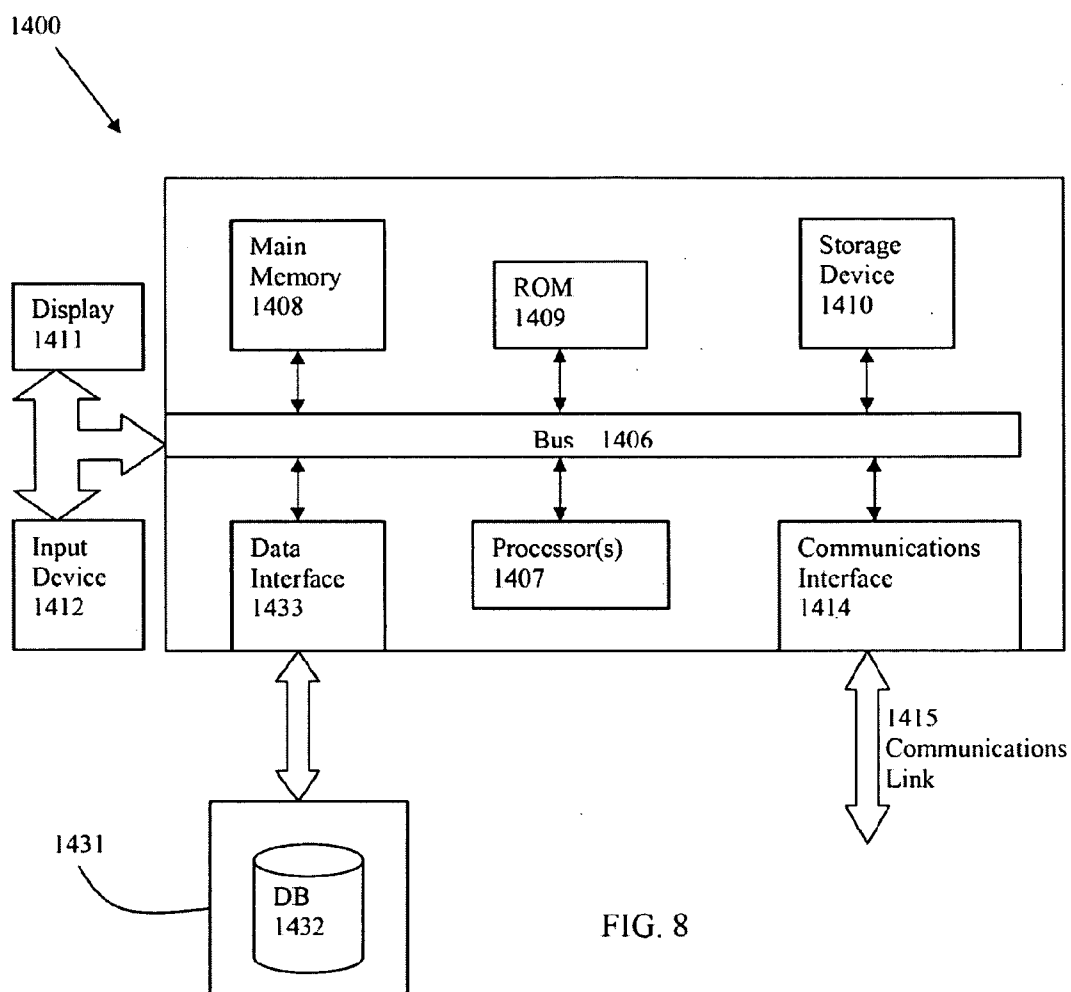 1400
Main
Memory
1408
ROM
1409
Storage
Device
1410
Display
1411
Bus 1406
Input
Device
1412
Data
Interface
1433
Processor(s)
1407
Communications
Interface
1414
1415
Communications
Link
1431
DB
1432
FIG. 8